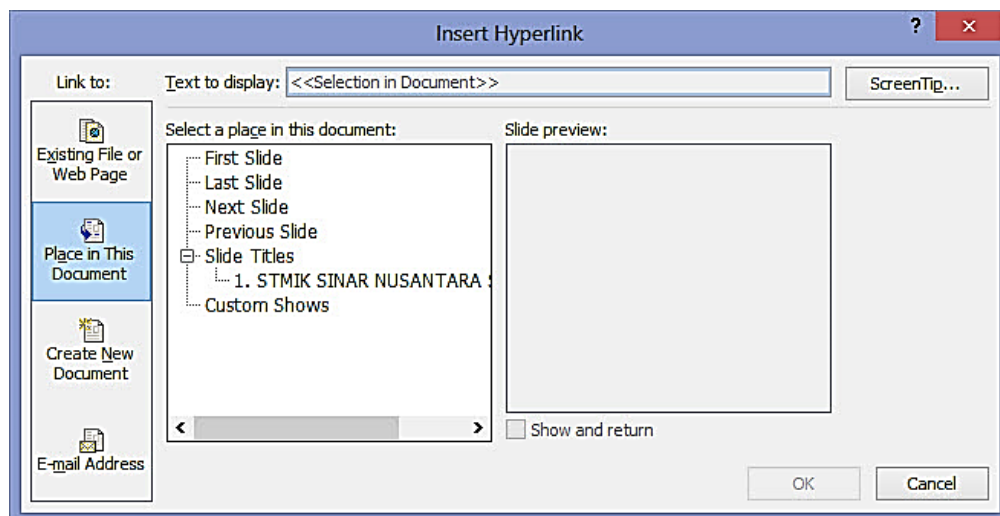 Insert Hyperlink
? ×
Link to:
Text to display: <<Selection in Document>>
ScreenTip...
Existing File or
Web Page
Place in This
Document
Create New
Document
E-mail Address
Select a place in this document:
First Slide
Last Slide
Next Slide
Previous Slide
Slide Titles
1. STMIK SINAR NUSANTARA
Custom Shows
Slide preview:
Show and return
OK
Cancel